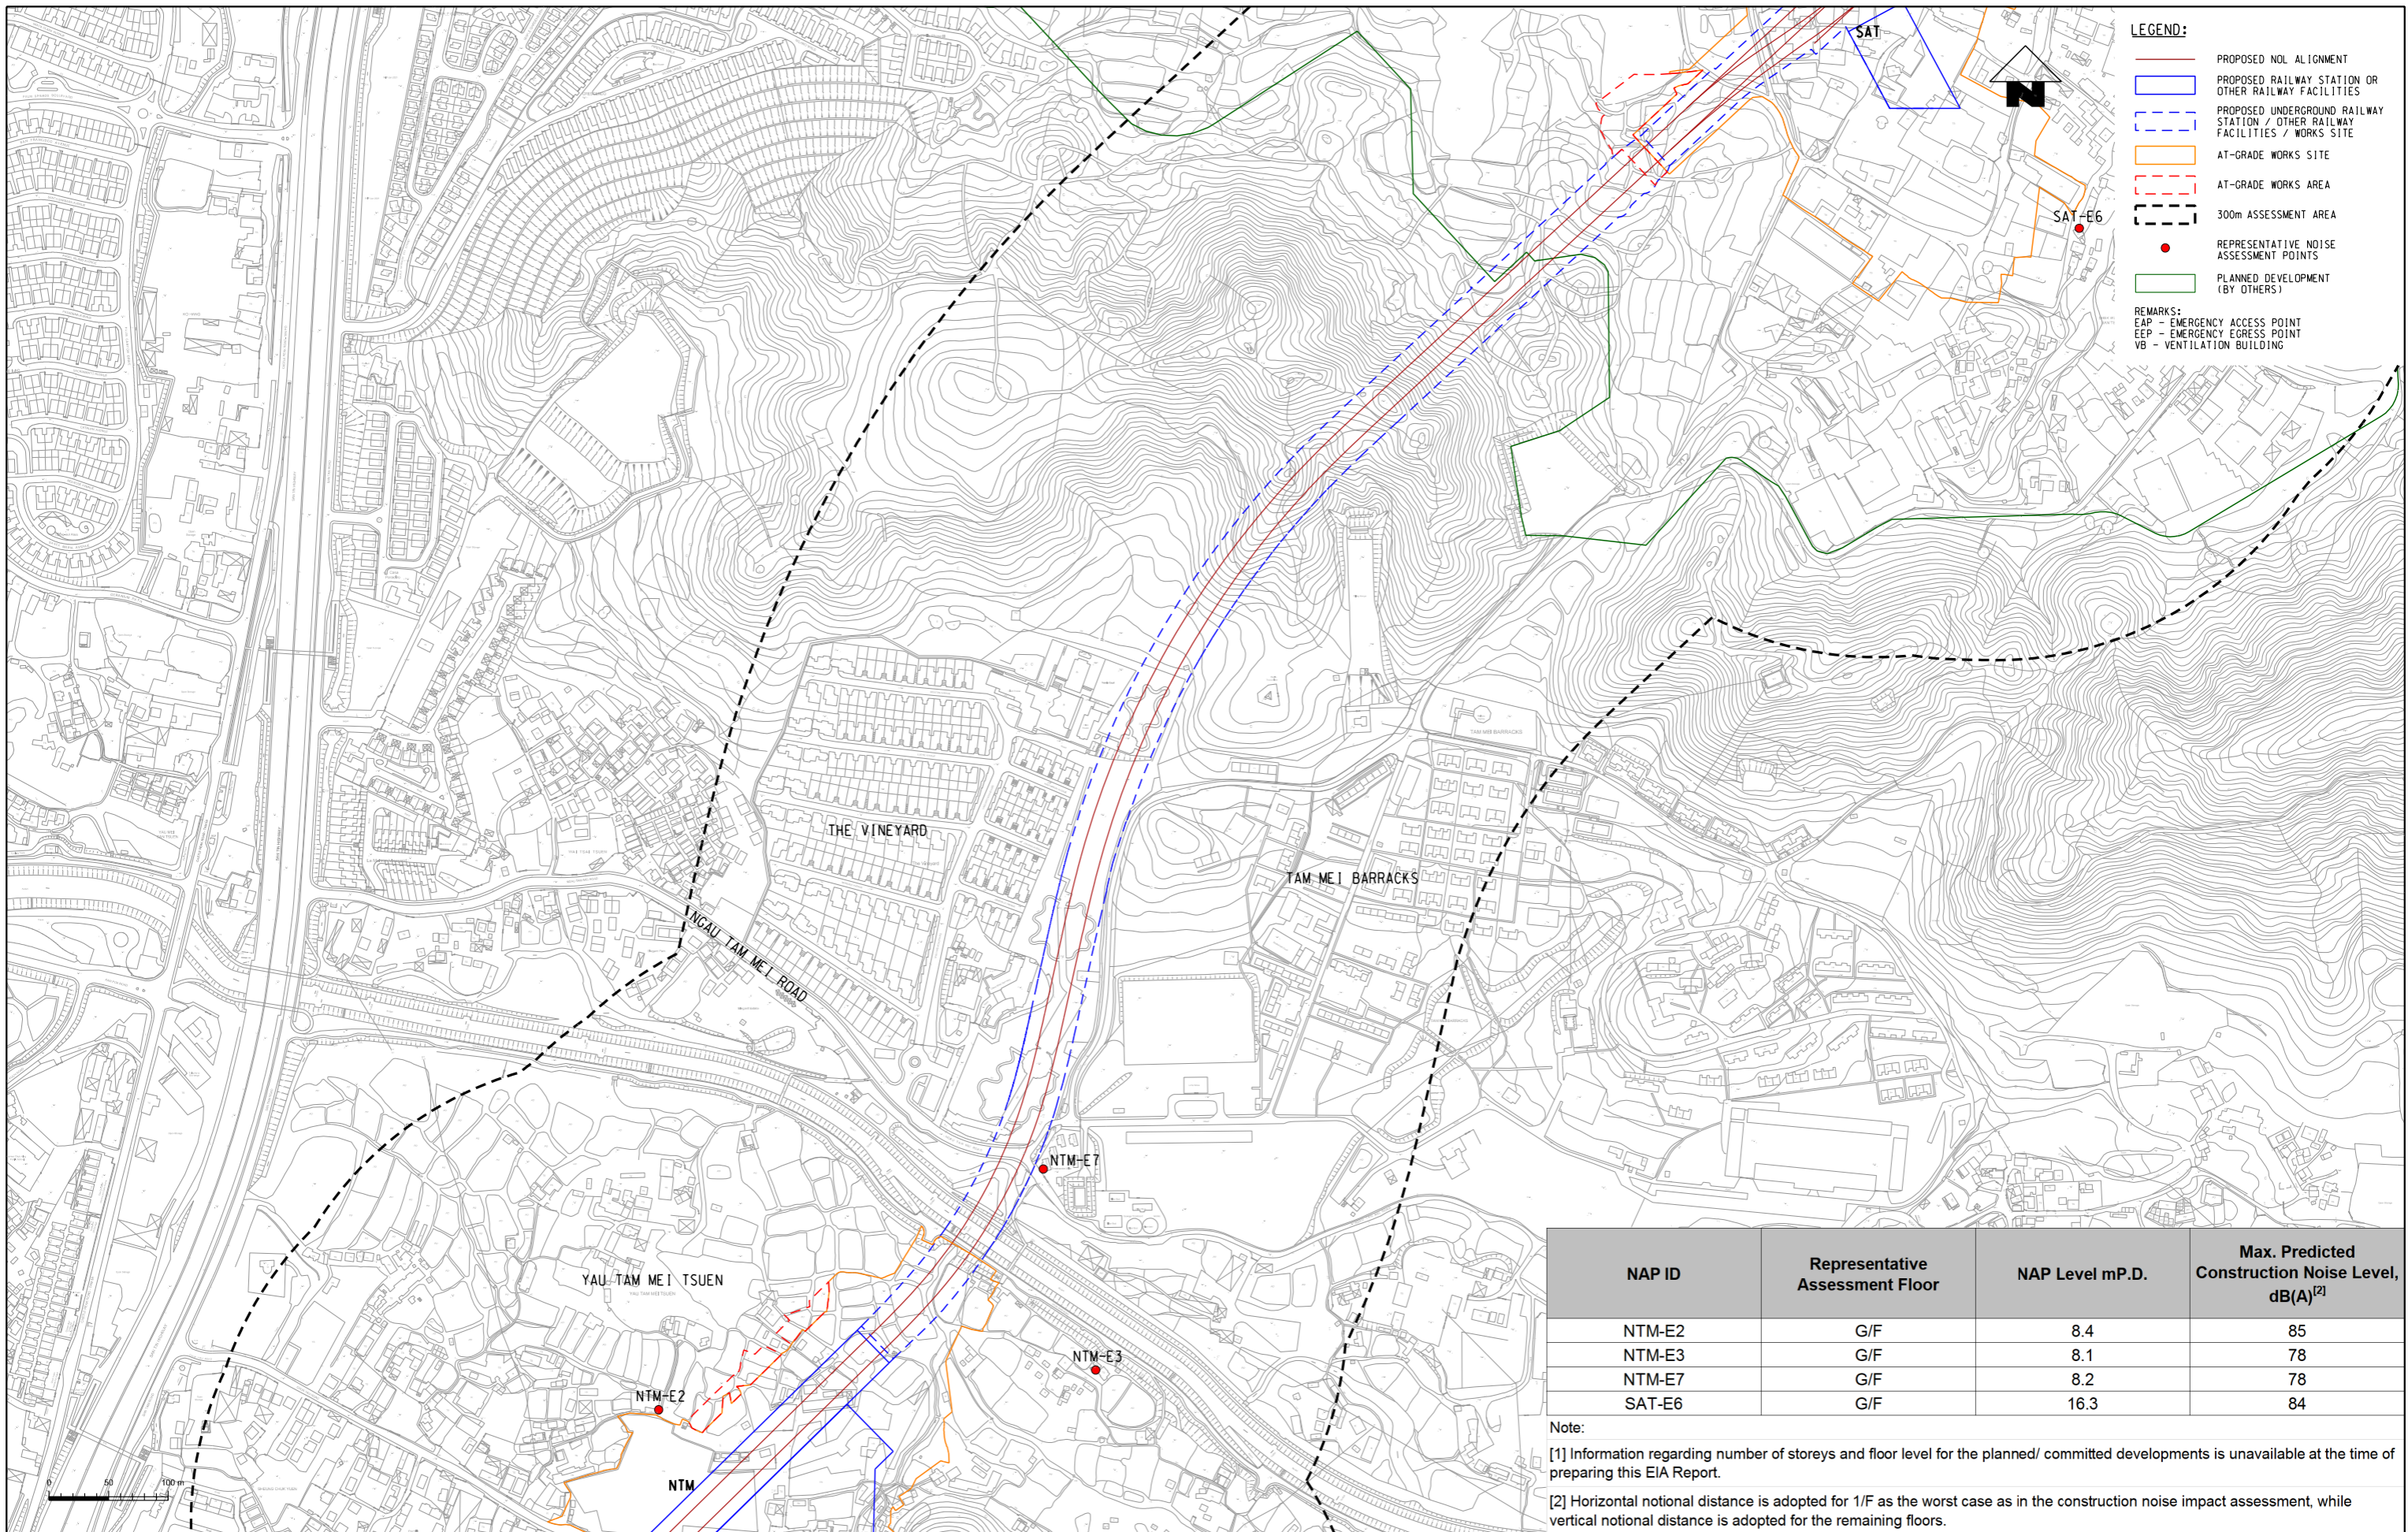 SAT
LEGEND:
PROPOSED NOL ALIGNMENT
PROPOSED RAILWAY STATION OR
OTHER RAILWAY FACILITIES
PROPOSED UNDERGROUND RAILWAY
STATION / OTHER RAILWAY
FACILITIES / WORKS SITE
AT-GRADE WORKS SITE
AT-GRADE WORKS AREA
300m ASSESSMENT AREA
REPRESENTATIVE NOISE
ASSESSMENT POINTS
PLANNED DEVELOPMENT
(BY OTHERS)
REMARKS:
EAP - EMERGENCY ACCESS POINT
EEP - EMERGENCY EGRESS POINT
VB - VENTILATION BUILDING
N
SAT-E6
TAM MEI BARRACKS
THE VINEYARD
TAM MEI BARRACKS
NGAU TAM MEI ROAD
NTM-E7
YAU TAM MEI TSUEN
YAU TAM MEI TSUEN
NTM-E3
NTM-E2
NTM
0 50 100 m
NAP ID Representative Assessment Floor NAP Level mP.D. Max. Predicted Construction Noise Level, dB(A)[2]
NTM-E2 G/F 8.4 85
NTM-E3 G/F 8.1 78
NTM-E7 G/F 8.2 78
SAT-E6 G/F 16.3 84
Note:
[1] Information regarding number of storeys and floor level for the planned/ committed developments is unavailable at the time of
preparing this EIA Report.
[2] Horizontal notional distance is adopted for 1/F as the worst case as in the construction noise impact assessment, while
vertical notional distance is adopted for the remaining floors.